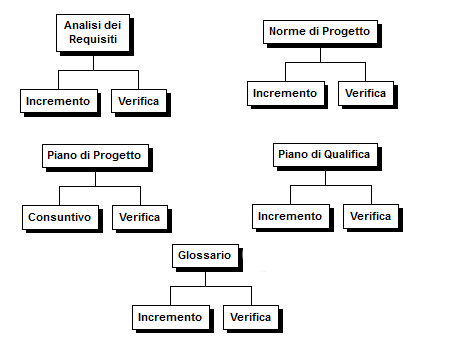 Analisi dei
Requisiti
Incremento
Verifica
Norme di Progetto
Incremento
Verifica
Piano di Progetto
Consuntivo
Verifica
Piano di Qualifica
Incremento
Verifica
Glossario
Incremento
Verifica